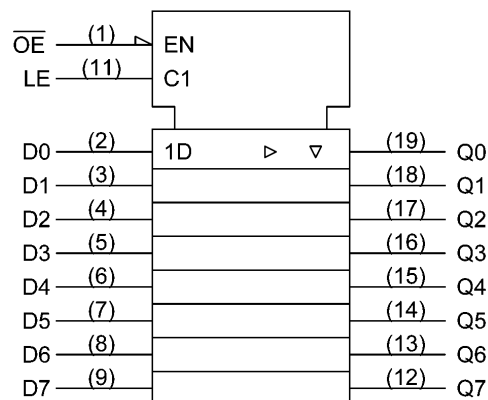 O̅E̅ (1) EN
LE (11) C1
D0 (2) 1D (19) Q0
D1 (3) (18) Q1
D2 (4) (17) Q2
D3 (5) (16) Q3
D4 (6) (15) Q4
D5 (7) (14) Q5
D6 (8) (13) Q6
D7 (9) (12) Q7